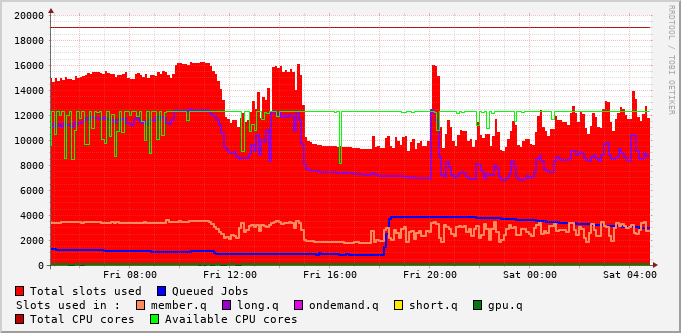 20000
18000
16000
14000
12000
10000
8000
6000
4000
2000
0
Fri 08:00 Fri 12:00 Fri 16:00 Fri 20:00 Sat 00:00 Sat 04:00
RRDTOOL / TOBI OETIKER
Total slots used Queued Jobs
Slots used in : member.q long.q ondemand.q short.q gpu.q
Total CPU cores Available CPU cores